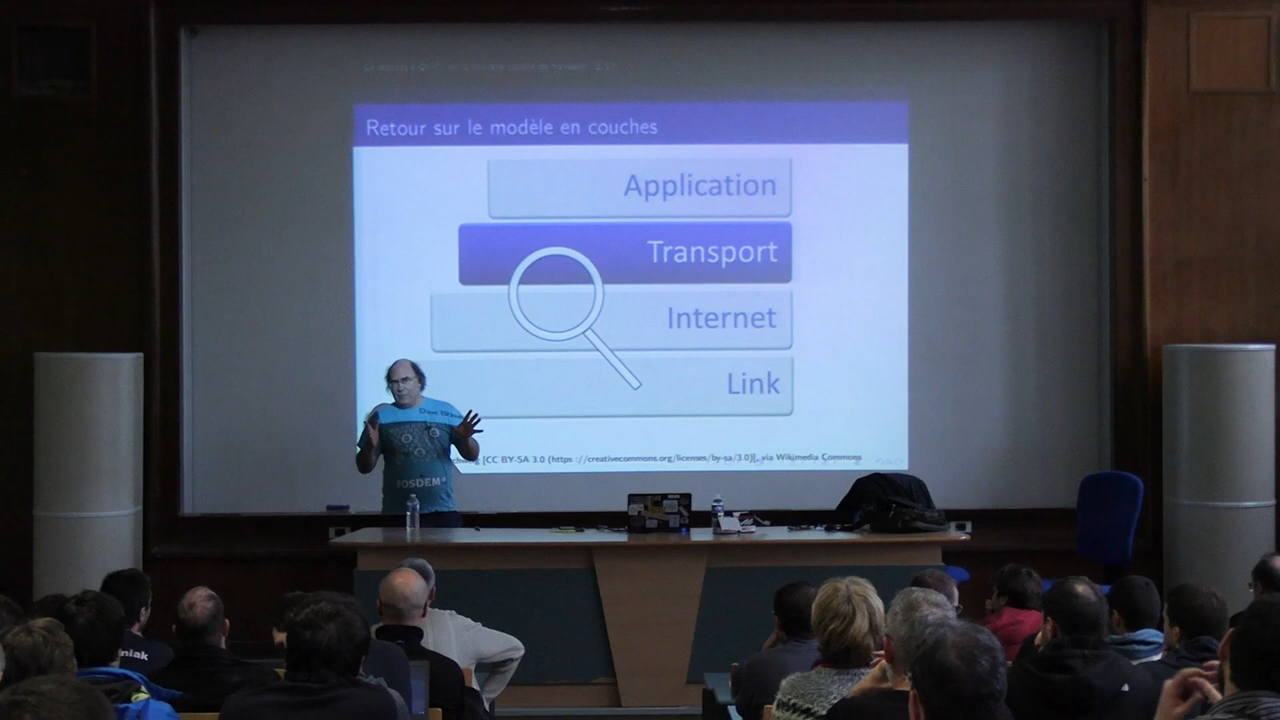 Retour sur le modèle en couches
Application
Transport
Internet
Link
[CC BY-SA 3.0 (https ://creativecommons.org/licenses/by-sa/3.0)], via Wikimedia Commons
niak